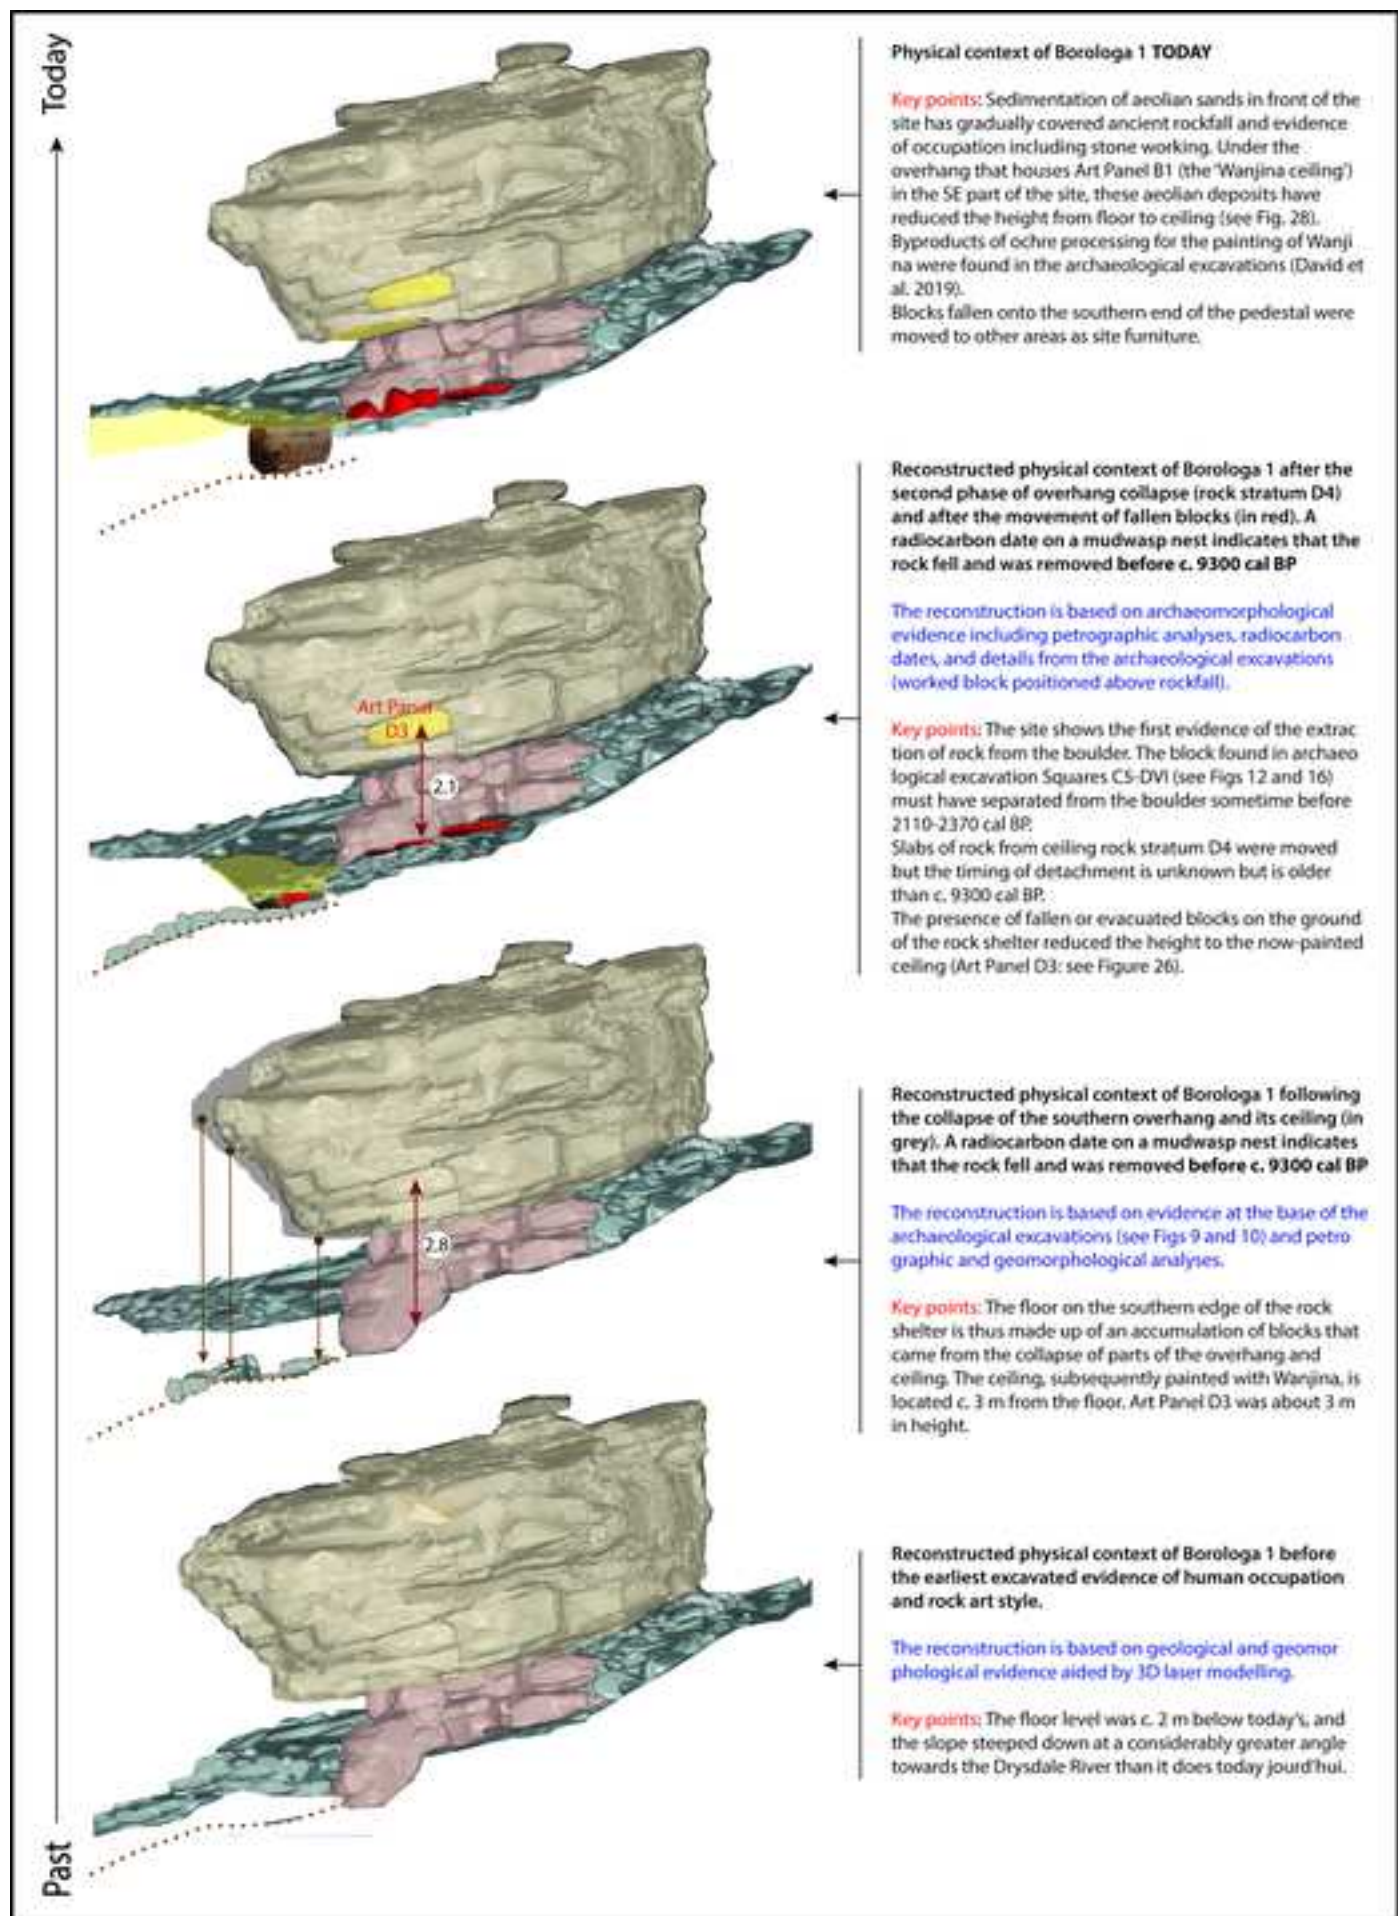 Today
Physical context of Borologa 1 TODAY
Key points: Sedimentation of aeolian sands in front of the
site has gradually covered ancient rockfall and evidence
of occupation including stone working. Under the
overhang that houses Art Panel B1 (the 'Wanjina ceiling')
in the SE part of the site, these aeolian deposits have
reduced the height from floor to ceiling (see Fig. 28).
Byproducts of ochre processing for the painting of Wanji
na were found in the archaeological excavations (David et
al. 2019).
Blocks fallen onto the southern end of the pedestal were
moved to other areas as site furniture.
Reconstructed physical context of Borologa 1 after the
second phase of overhang collapse (rock stratum D4)
and after the movement of fallen blocks (in red). A
radiocarbon date on a mudwasp nest indicates that the
rock fell and was removed before c. 9300 cal BP
The reconstruction is based on archaeomorphological
evidence including petrographic analyses, radiocarbon
dates, and details from the archaeological excavations
(worked block positioned above rockfall).
Art Panel
D3
2.1
Key points: The site shows the first evidence of the extrac
tion of rock from the boulder. The block found in archaeo
logical excavation Squares C5-DVI (see Figs 12 and 16)
must have separated from the boulder sometime before
2110-2370 cal BP.
Slabs of rock from ceiling rock stratum D4 were moved
but the timing of detachment is unknown but is older
than c. 9300 cal BP.
The presence of fallen or evacuated blocks on the ground
of the rock shelter reduced the height to the now-painted
ceiling (Art Panel D3: see Figure 26).
Reconstructed physical context of Borologa 1 following
the collapse of the southern overhang and its ceiling (in
grey). A radiocarbon date on a mudwasp nest indicates
that the rock fell and was removed before c. 9300 cal BP
The reconstruction is based on evidence at the base of the
archaeological excavations (see Figs 9 and 10) and petro
graphic and geomorphological analyses.
2.8
Key points: The floor on the southern edge of the rock
shelter is thus made up of an accumulation of blocks that
came from the collapse of parts of the overhang and
ceiling. The ceiling, subsequently painted with Wanjina, is
located c. 3 m from the floor. Art Panel D3 was about 3 m
in height.
Reconstructed physical context of Borologa 1 before
the earliest excavated evidence of human occupation
and rock art style.
The reconstruction is based on geological and geomor
phological evidence aided by 3D laser modelling.
Key points: The floor level was c. 2 m below today's, and
the slope steeped down at a considerably greater angle
towards the Drysdale River than it does today jourd'hui.
Past